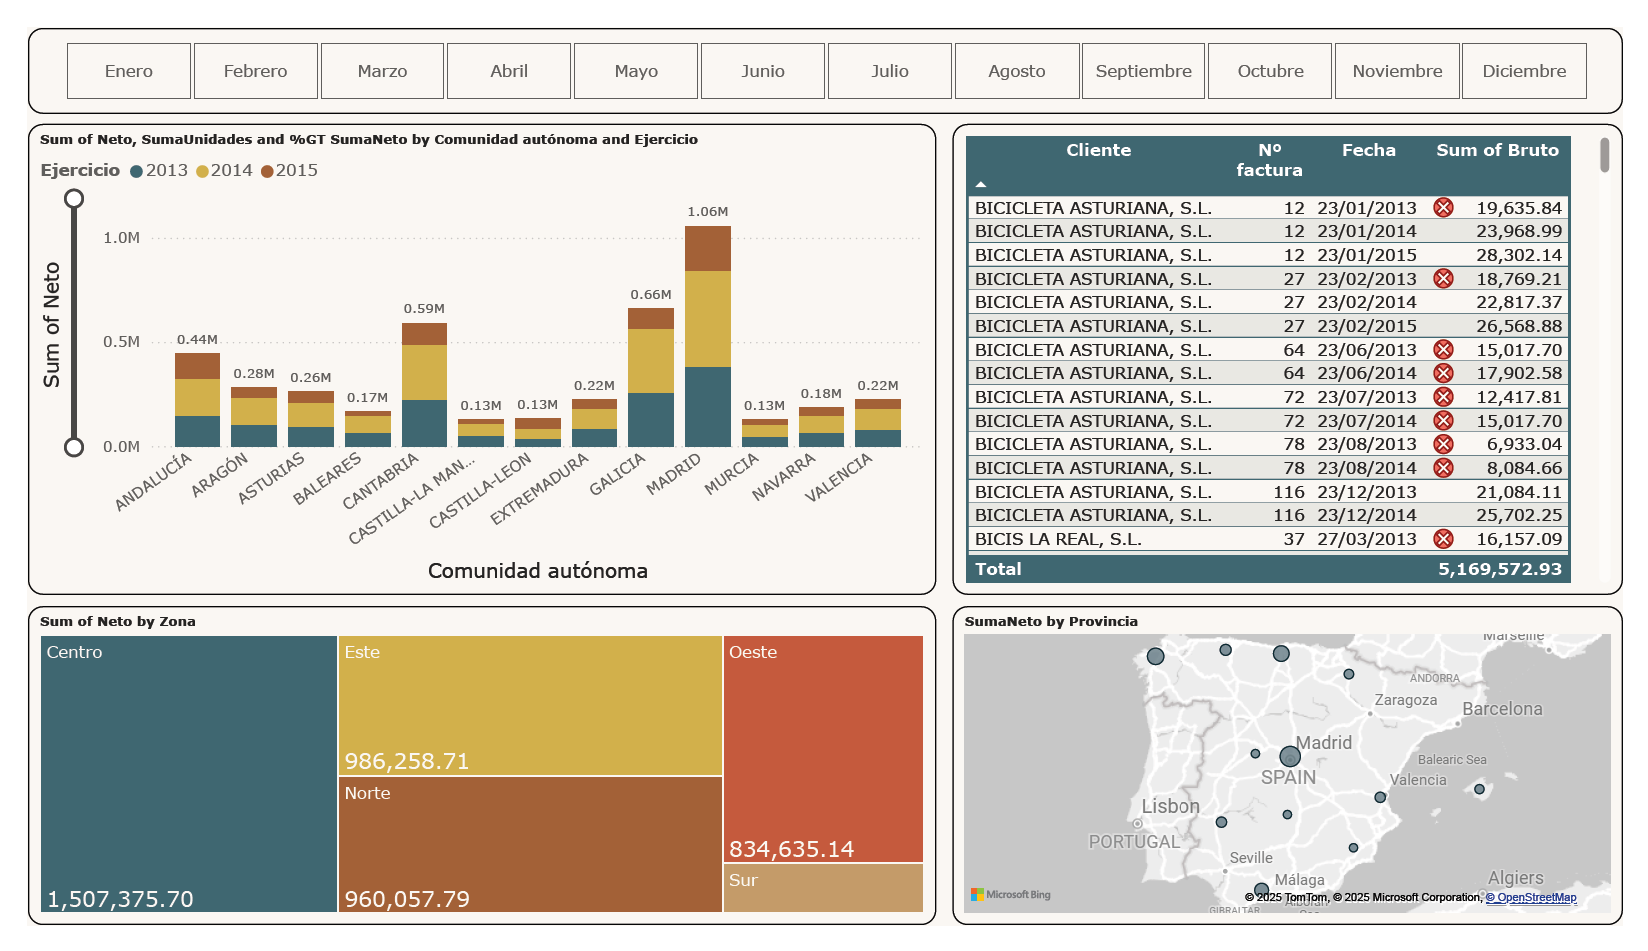 Enero Febrero Marzo Abril Mayo Junio Julio Agosto Septiembre Octubre Noviembre Diciembre
Sum of Neto, SumaUnidades and %GT SumaNeto by Comunidad autónoma and Ejercicio
Ejercicio 2013 2014 2015
Sum of Neto
1.0M
0.5M
0.0M
0.44M
0.28M
0.26M
0.17M
0.59M
0.13M
0.13M
0.22M
0.66M
1.06M
0.13M
0.18M
0.22M
ANDALUCÍA
ARAGÓN
ASTURIAS
BALEARES
CANTABRIA
CASTILLA-LA MAN...
CASTILLA-LEON
EXTREMADURA
GALICIA
MADRID
MURCIA
NAVARRA
VALENCIA
Comunidad autónoma
Cliente Nº factura Fecha Sum of Bruto
BICICLETA ASTURIANA, S.L. 12 23/01/2013 19,635.84
BICICLETA ASTURIANA, S.L. 12 23/01/2014 23,968.99
BICICLETA ASTURIANA, S.L. 12 23/01/2015 28,302.14
BICICLETA ASTURIANA, S.L. 27 23/02/2013 18,769.21
BICICLETA ASTURIANA, S.L. 27 23/02/2014 22,817.37
BICICLETA ASTURIANA, S.L. 27 23/02/2015 26,568.88
BICICLETA ASTURIANA, S.L. 64 23/06/2013 15,017.70
BICICLETA ASTURIANA, S.L. 64 23/06/2014 17,902.58
BICICLETA ASTURIANA, S.L. 72 23/07/2013 12,417.81
BICICLETA ASTURIANA, S.L. 72 23/07/2014 15,017.70
BICICLETA ASTURIANA, S.L. 78 23/08/2013 6,933.04
BICICLETA ASTURIANA, S.L. 78 23/08/2014 8,084.66
BICICLETA ASTURIANA, S.L. 116 23/12/2013 21,084.11
BICICLETA ASTURIANA, S.L. 116 23/12/2014 25,702.25
BICIS LA REAL, S.L. 37 27/03/2013 16,157.09
Total 5,169,572.93
Sum of Neto by Zona
Centro
1,507,375.70
Este
986,258.71
Norte
960,057.79
Oeste
834,635.14
Sur
SumaNeto by Provincia
Marseille
ANDORRA
Zaragoza
Barcelona
Madrid
SPAIN
Balearic Sea
Valencia
Lisbon
PORTUGAL
Seville
Málaga
Algiers
Alboran
Sea
GIBRALTAR
Microsoft Bing
© 2025 TomTom, © 2025 Microsoft Corporation, © OpenStreetMap